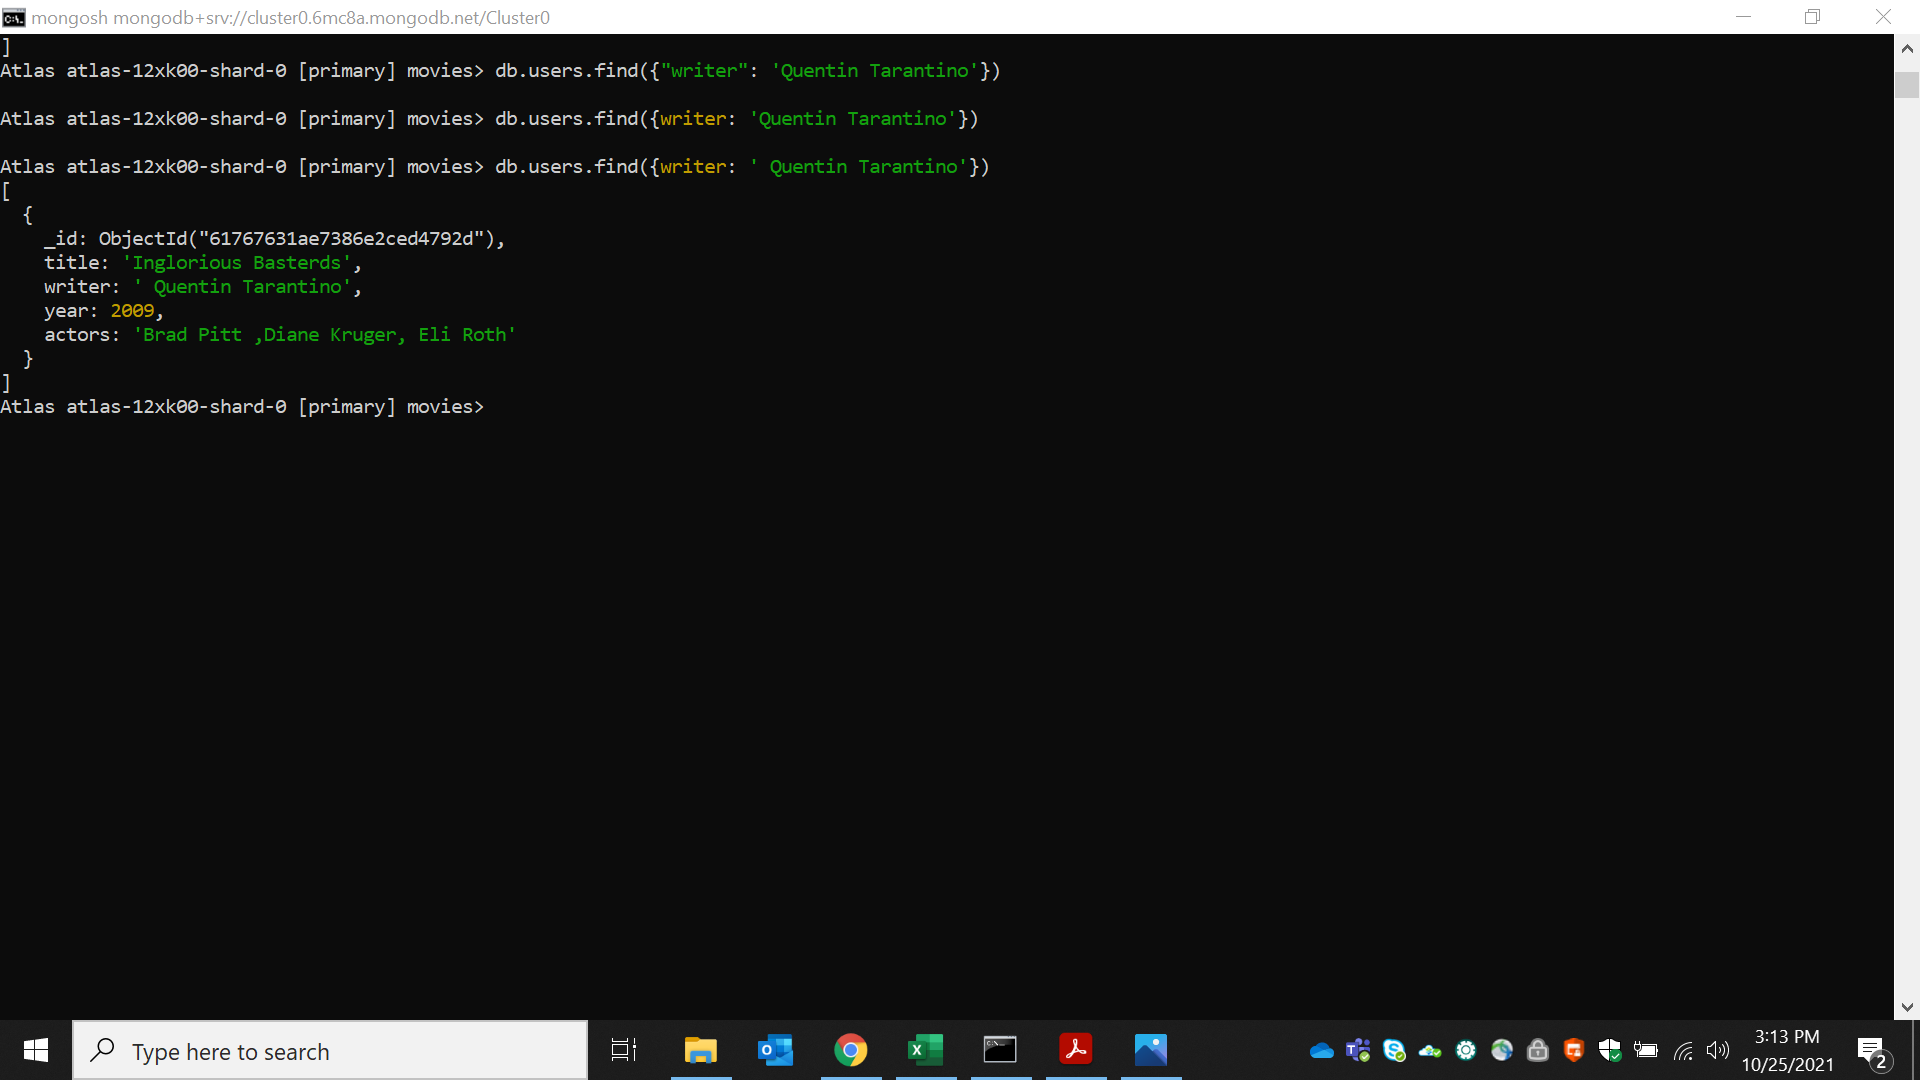 mongosh mongodb+srv://cluster0.6mc8a.mongodb.net/Cluster0
]
Atlas atlas-12xk00-shard-0 [primary] movies> db.users.find({"writer": 'Quentin Tarantino'})
Atlas atlas-12xk00-shard-0 [primary] movies> db.users.find({writer: 'Quentin Tarantino'})
Atlas atlas-12xk00-shard-0 [primary] movies> db.users.find({writer: ' Quentin Tarantino'})
[
  {
    _id: ObjectId("61767631ae7386e2ced4792d"),
    title: 'Inglorious Basterds',
    writer: ' Quentin Tarantino',
    year: 2009,
    actors: 'Brad Pitt ,Diane Kruger, Eli Roth'
  }
]
Atlas atlas-12xk00-shard-0 [primary] movies>
Type here to search
3:13 PM
10/25/2021
2